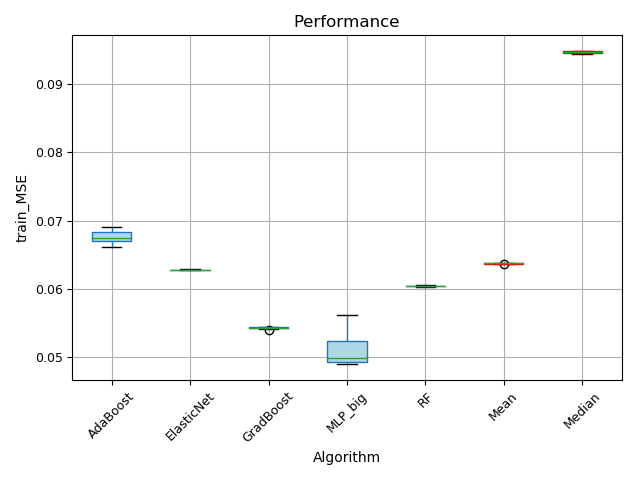 Performance
train_MSE
0.09
0.08
0.07
0.06
0.05
AdaBoost
ElasticNet
GradBoost
MLP_big
RF
Mean
Median
Algorithm